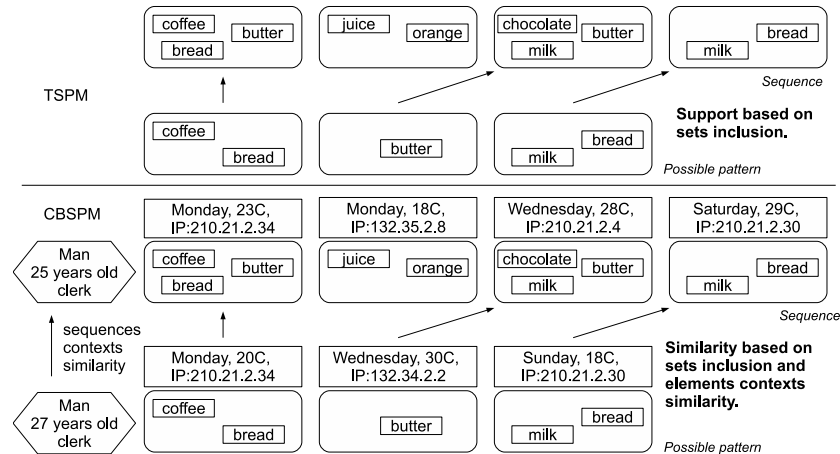 coffee
butter
bread
juice
orange
chocolate
butter
milk
bread
milk
Sequence
TSPM
coffee
bread
butter
bread
milk
Support based on
sets inclusion.
Possible pattern
CBSPM
Monday, 23C,
IP:210.21.2.34
Monday, 18C,
IP:132.35.2.8
Wednesday, 28C,
IP:210.21.2.4
Saturday, 29C,
IP:210.21.2.30
Man
25 years old
clerk
coffee
butter
bread
juice
orange
chocolate
butter
milk
bread
milk
Sequence
sequences
contexts
similarity
Monday, 20C,
IP:210.21.2.34
Wednesday, 30C,
IP:132.34.2.2
Sunday, 18C,
IP:210.21.2.30
Similarity based on
sets inclusion and
elements contexts
similarity.
Man
27 years old
clerk
coffee
bread
butter
bread
milk
Possible pattern